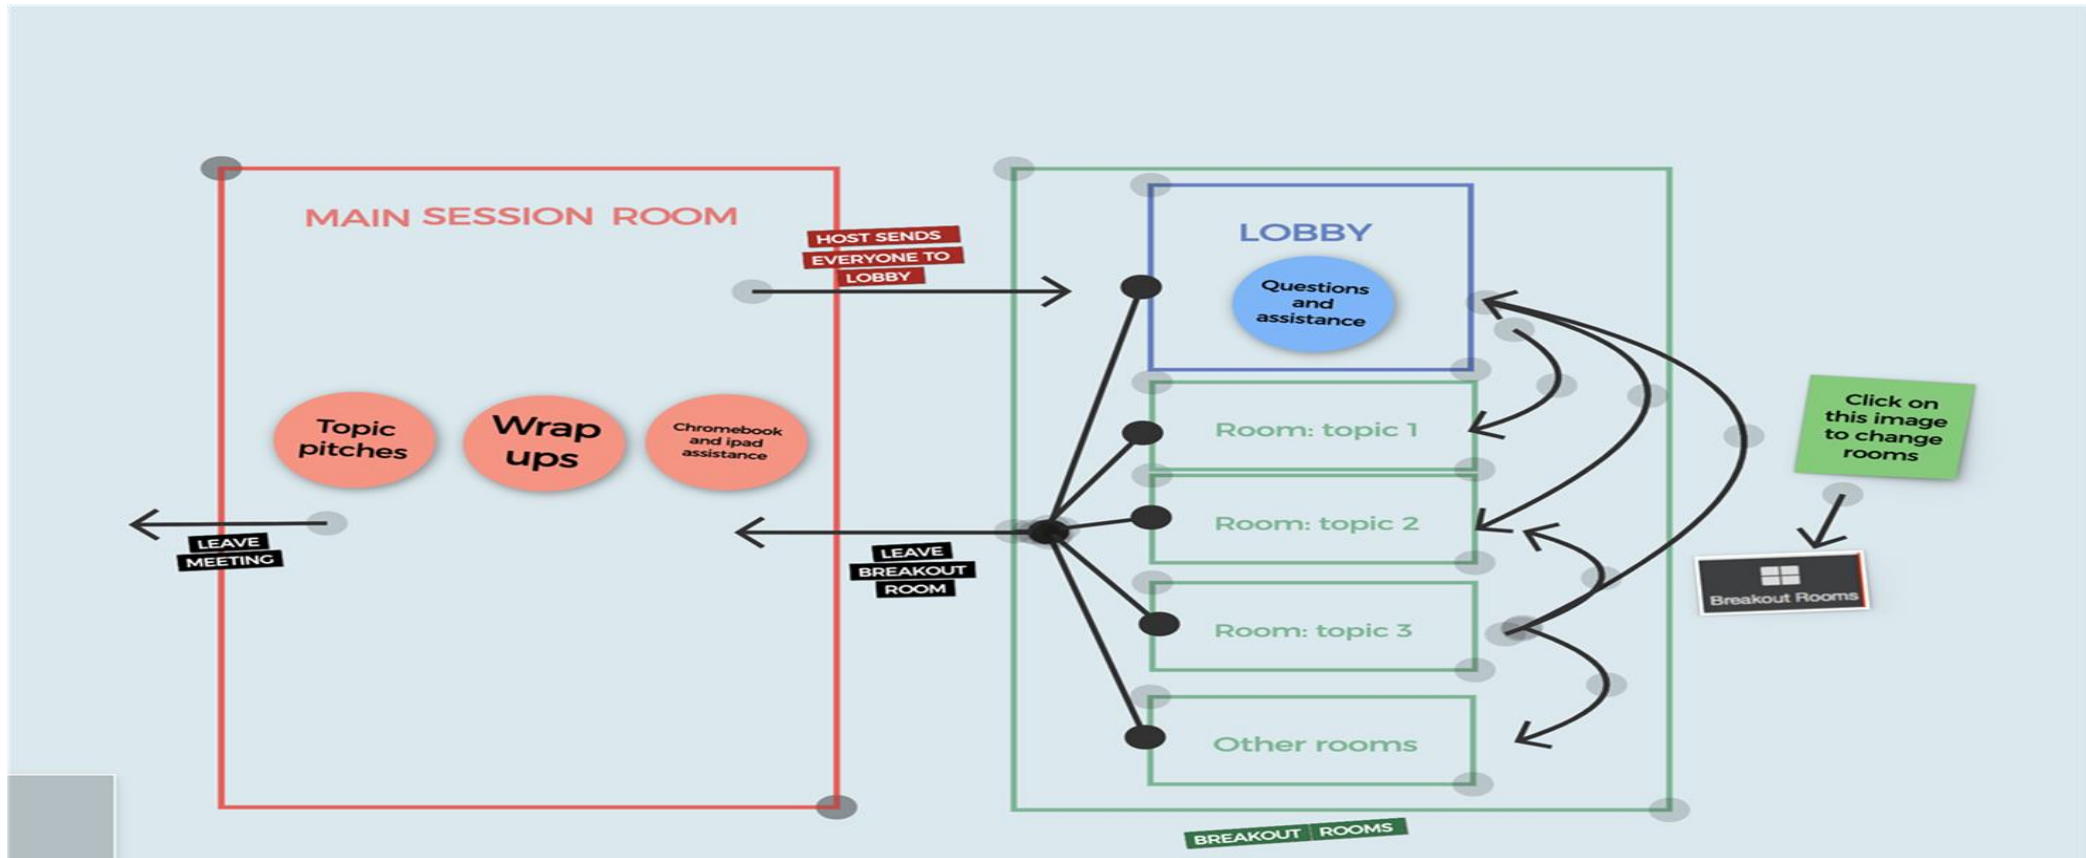 MAIN SESSION ROOM
HOST SENDS
EVERYONE TO
LOBBY
Topic
pitches
Wrap
ups
Chromebook
and ipad
assistance
LEAVE
MEETING
LEAVE
BREAKOUT
ROOM
LOBBY
Questions
and
assistance
Room: topic 1
Room: topic 2
Room: topic 3
Other rooms
BREAKOUT ROOMS
Click on
this image
to change
rooms
Breakout Rooms